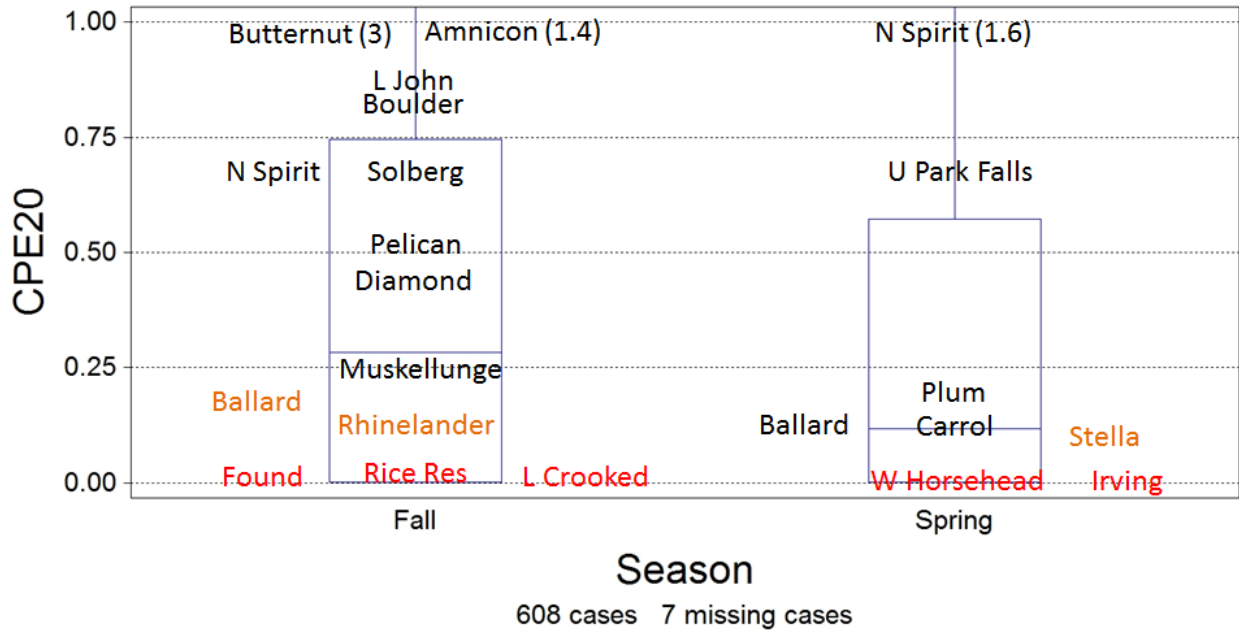 1.00
Butternut (3)
Amnicon (1.4)
N Spirit (1.6)
L John
Boulder
0.75
N Spirit
Solberg
U Park Falls
CPE20
0.50
Pelican
Diamond
0.25
Muskellunge
Ballard
Rhinelander
Plum
Ballard
Carrol
Stella
0.00
Found
Rice Res
L Crooked
W Horsehead
Irving
Fall
Spring
Season
608 cases 7 missing cases